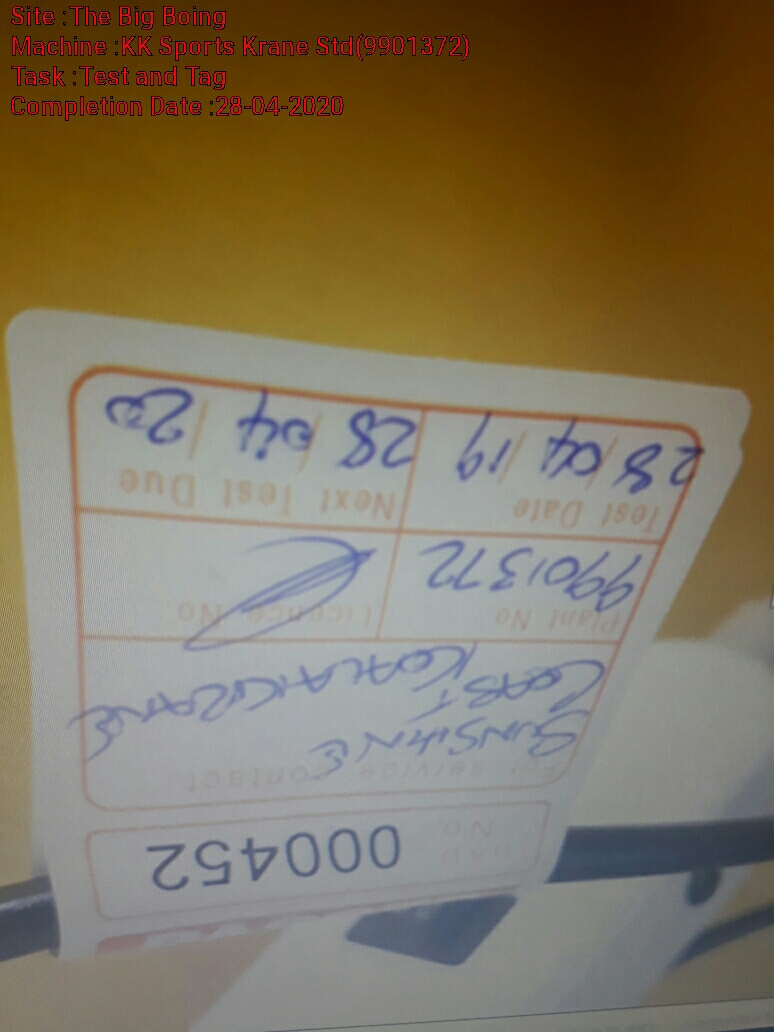 Site :The Big Boing
Machine :KK Sports Krane Std(9901372)
Task :Test and Tag
Completion Date :28-04-2020
000452
No.
For service contact
SUNSHINE
COAST KOALA KRANE
Plant No
9901372
Licence No
Test Date
28/04/19
Next Test Due
28/04/20